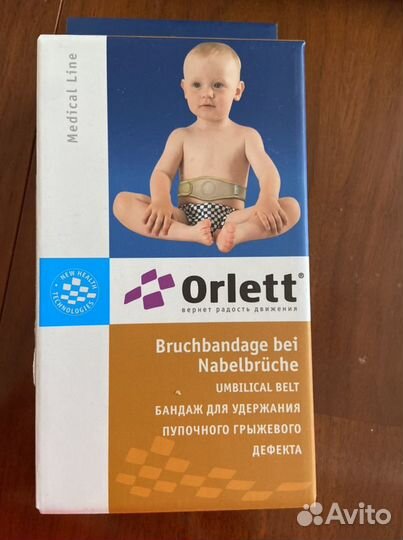 Medical Line
NEW HEALTH
TECHNOLOGIES
Orlett®
вернет радость движения
Bruchbandage bei
Nabelbrüche
UMBILICAL BELT
БАНДАЖ ДЛЯ УДЕРЖАНИЯ
ПУПОЧНОГО ГРЫЖЕВОГО
ДЕФЕКТА
Avito